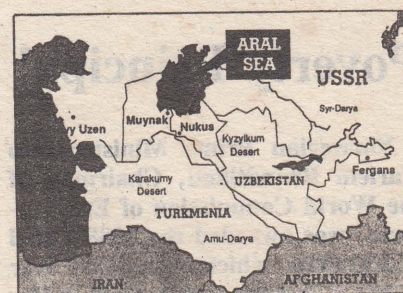 ARAL
SEA
USSR
Syr-Darya
Muynak
Nukus
Kyzylkum
Desert
Uzen
Fergana
UZBEKISTAN
Karakumy
Desert
TURKMENIA
Amu-Darya
IRAN
AFGHANISTAN